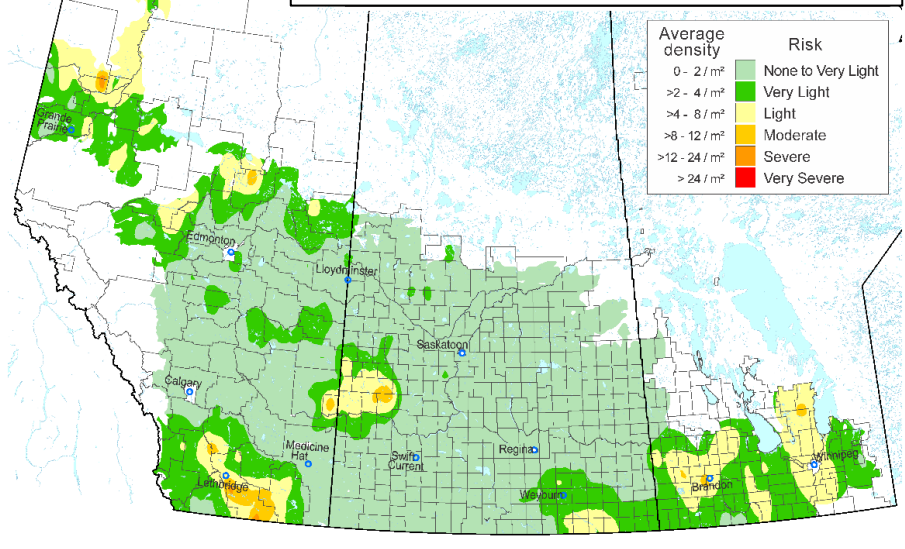 Average
density
Risk
0 - 2 / m² None to Very Light
>2 - 4 / m² Very Light
>4 - 8 / m² Light
>8 - 12 / m² Moderate
>12 - 24 / m² Severe
> 24 / m² Very Severe
Grande
Prairie
Edmonton
Lloydminster
Saskatoon
Calgary
Medicine
Hat
Swift
Current
Regina
Lethbridge
Weyburn
Brandon
Winnipeg